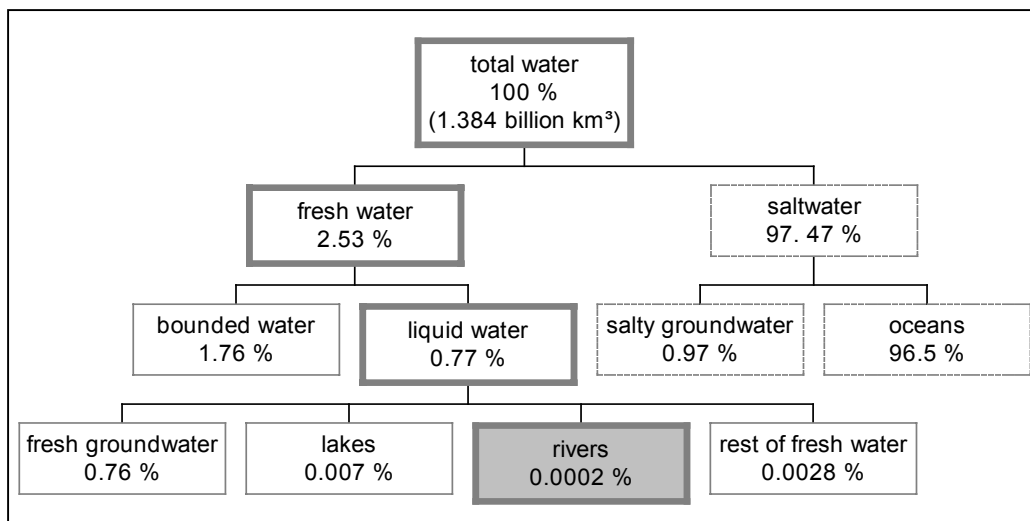 total water
100 %
(1.384 billion km³)
fresh water
2.53 %
saltwater
97. 47 %
bounded water
1.76 %
liquid water
0.77 %
salty groundwater
0.97 %
oceans
96.5 %
fresh groundwater
0.76 %
lakes
0.007 %
rivers
0.0002 %
rest of fresh water
0.0028 %